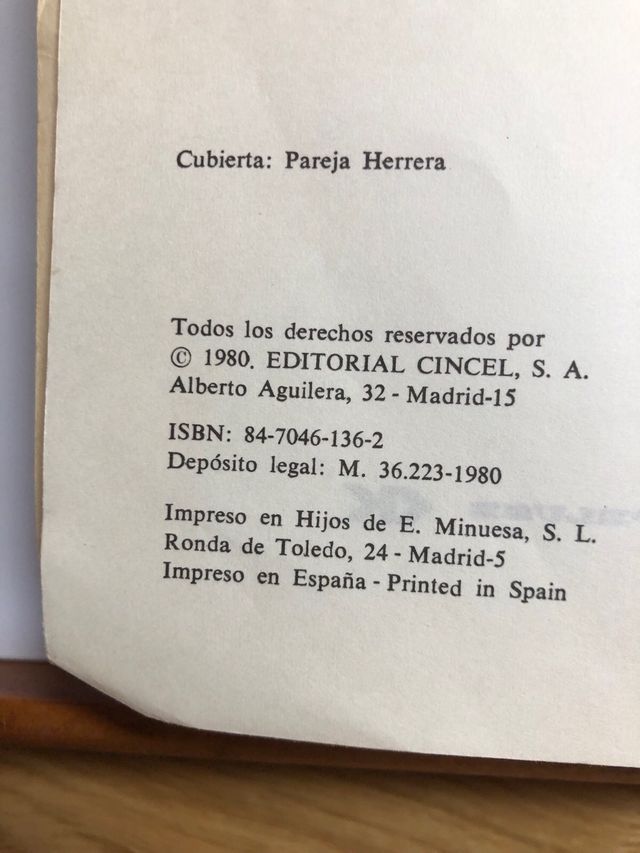 Cubierta: Pareja Herrera
Todos los derechos reservados por
© 1980. EDITORIAL CINCEL, S. A.
Alberto Aguilera, 32 - Madrid-15
ISBN: 84-7046-136-2
Depósito legal: M. 36.223-1980
Impreso en Hijos de E. Minuesa, S. L.
Ronda de Toledo, 24 - Madrid-5
Impreso en España - Printed in Spain